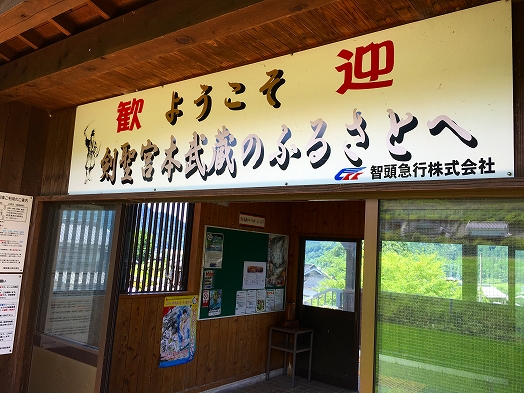 歓 ようこそ 迎
剣聖宮本武蔵のふるさとへ
智頭急行株式会社